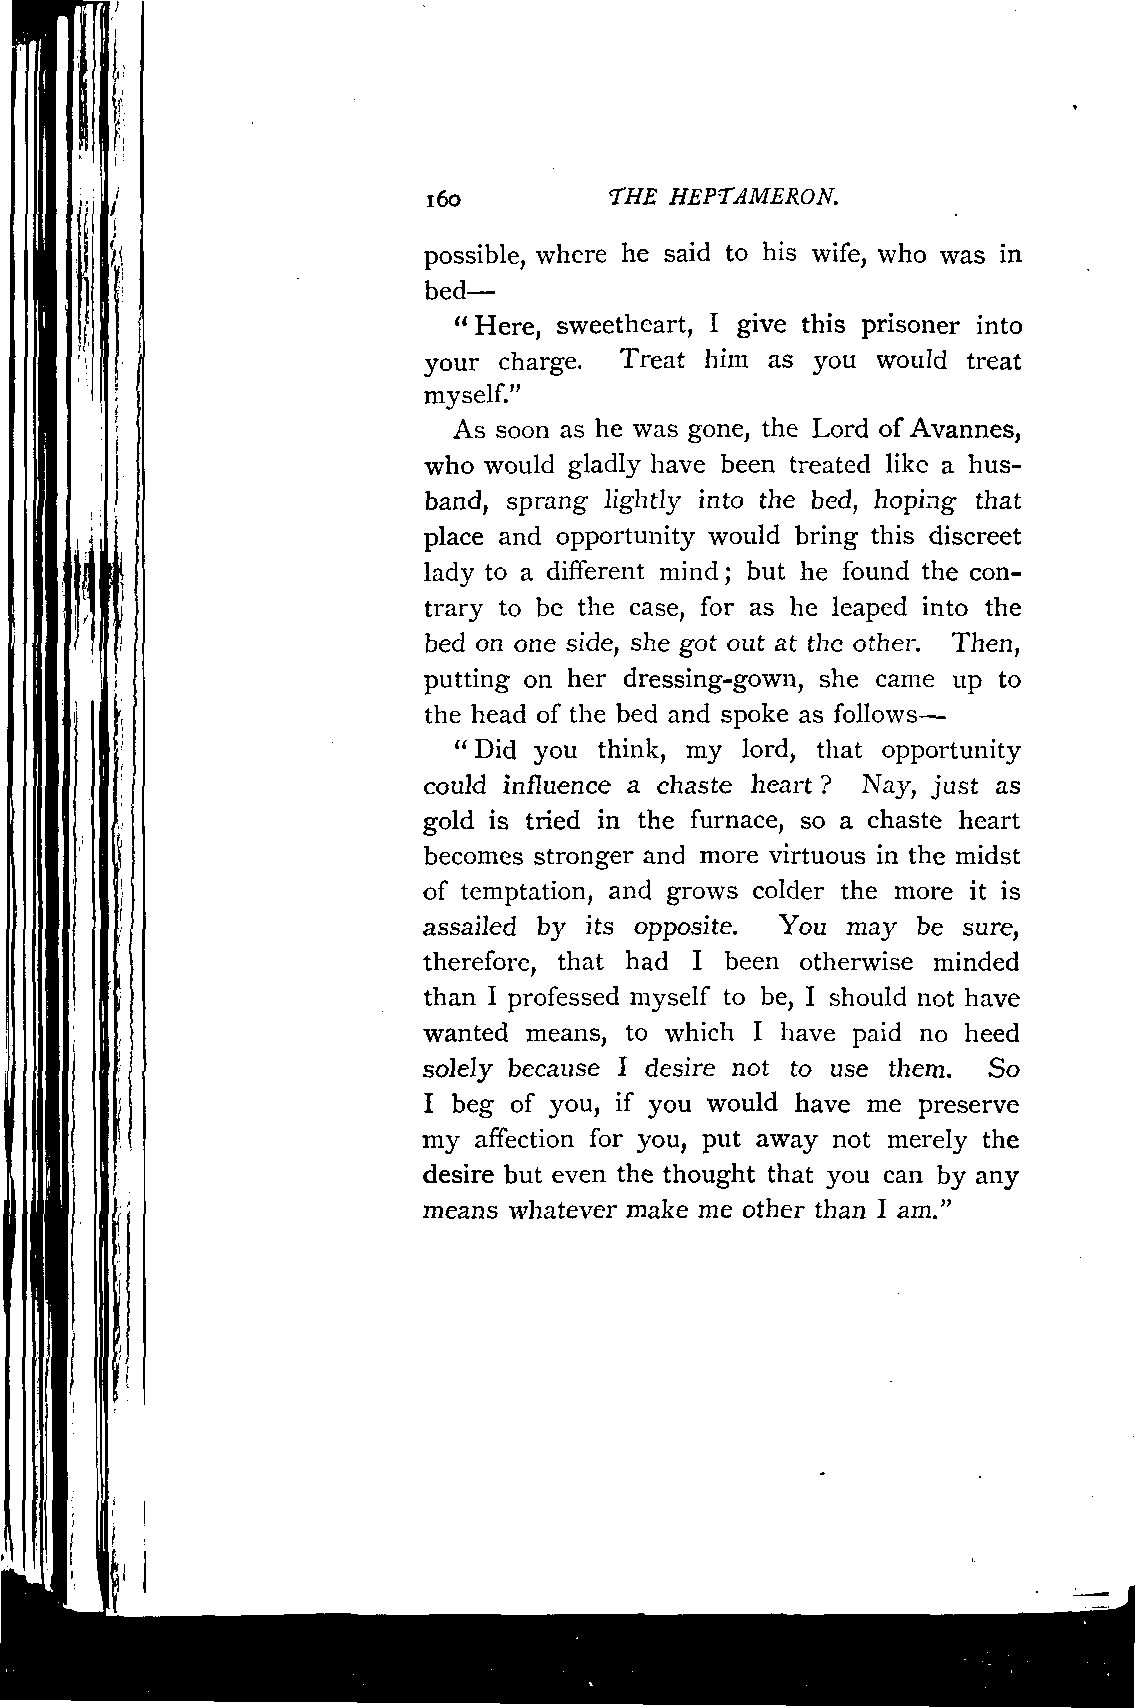 160 THE HEPTAMERON.
possible, where he said to his wife, who was in
bed—
"Here, sweetheart, I give this prisoner into
your charge. Treat him as you would treat
myself."
As soon as he was gone, the Lord of Avannes,
who would gladly have been treated like a hus-
band, sprang lightly into the bed, hoping that
place and opportunity would bring this discreet
lady to a different mind; but he found the con-
trary to be the case, for as he leaped into the
bed on one side, she got out at the other. Then,
putting on her dressing-gown, she came up to
the head of the bed and spoke as follows—
"Did you think, my lord, that opportunity
could influence a chaste heart? Nay, just as
gold is tried in the furnace, so a chaste heart
becomes stronger and more virtuous in the midst
of temptation, and grows colder the more it is
assailed by its opposite. You may be sure,
therefore, that had I been otherwise minded
than I professed myself to be, I should not have
wanted means, to which I have paid no heed
solely because I desire not to use them. So
I beg of you, if you would have me preserve
my affection for you, put away not merely the
desire but even the thought that you can by any
means whatever make me other than I am."